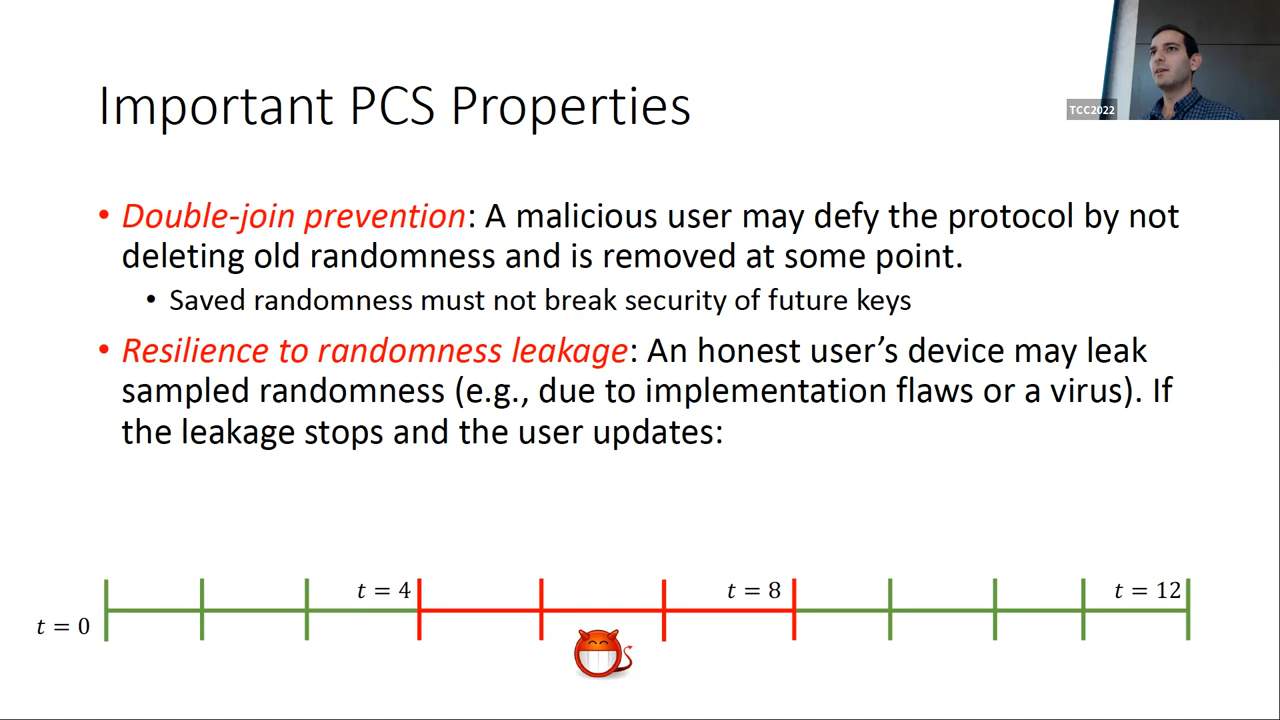 TCC2022
Important PCS Properties
• Double-join prevention: A malicious user may defy the protocol by not
deleting old randomness and is removed at some point.
• Saved randomness must not break security of future keys
• Resilience to randomness leakage: An honest user’s device may leak
sampled randomness (e.g., due to implementation flaws or a virus). If
the leakage stops and the user updates:
t = 4
t = 8
t = 12
t = 0